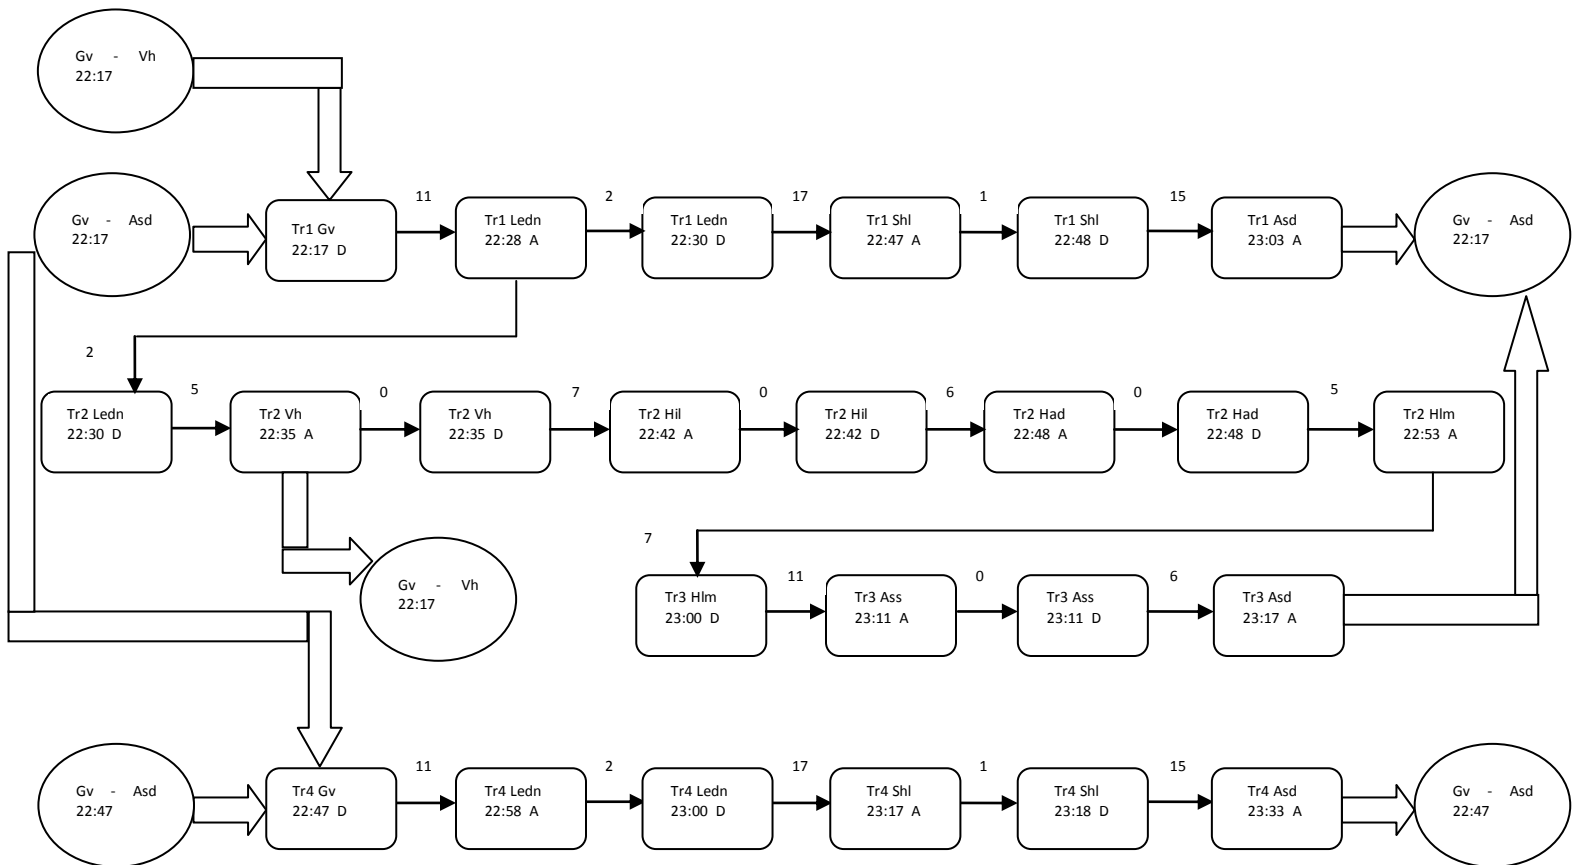 Gv - Vh
22:17
Gv - Asd
22:17
Tr1 Gv
22:17 D
11
Tr1 Ledn
22:28 A
2
Tr1 Ledn
22:30 D
17
Tr1 Shl
22:47 A
1
Tr1 Shl
22:48 D
15
Tr1 Asd
23:03 A
Gv - Asd
22:17
2
Tr2 Ledn
22:30 D
5
Tr2 Vh
22:35 A
0
Tr2 Vh
22:35 D
7
Tr2 Hil
22:42 A
0
Tr2 Hil
22:42 D
6
Tr2 Had
22:48 A
0
Tr2 Had
22:48 D
5
Tr2 Hlm
22:53 A
Gv - Vh
22:17
7
Tr3 Hlm
23:00 D
11
Tr3 Ass
23:11 A
0
Tr3 Ass
23:11 D
6
Tr3 Asd
23:17 A
Gv - Asd
22:47
Tr4 Gv
22:47 D
11
Tr4 Ledn
22:58 A
2
Tr4 Ledn
23:00 D
17
Tr4 Shl
23:17 A
1
Tr4 Shl
23:18 D
15
Tr4 Asd
23:33 A
Gv - Asd
22:47